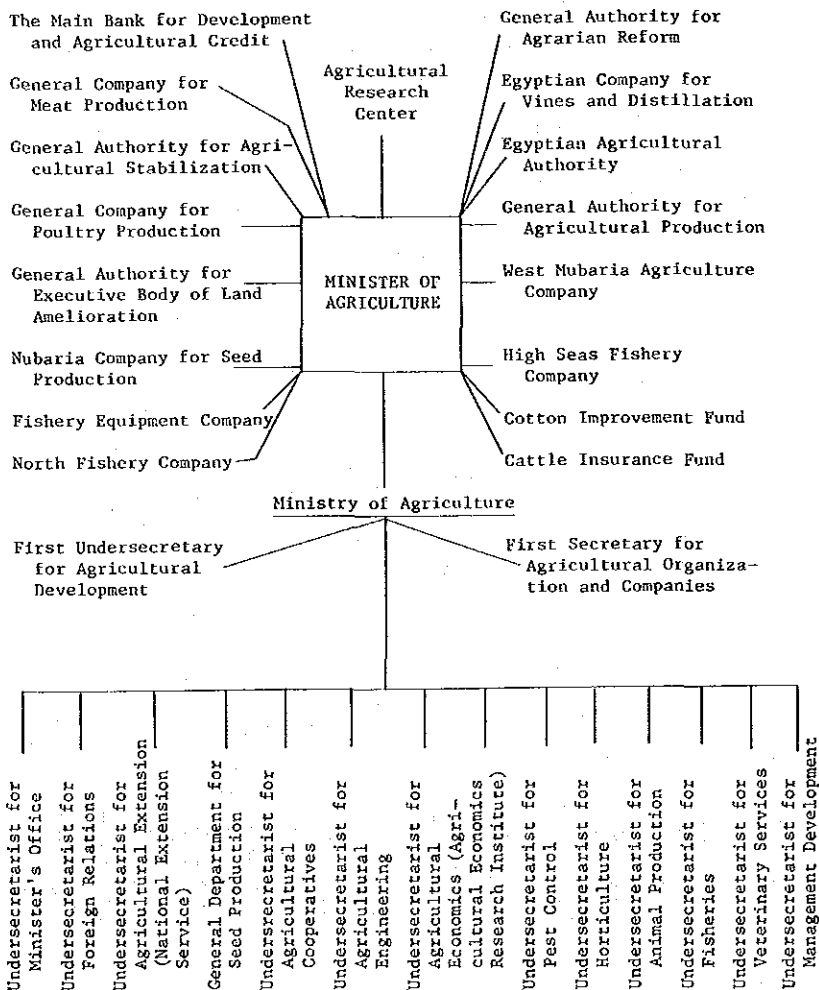 The Main Bank for Development
and Agricultural Credit
General Company for
Meat Production
General Authority for Agri-
cultural Stabilization
General Company for
Poultry Production
General Authority for
Executive Body of Land
Amelioration
Nubaria Company for Seed
Production
Fishery Equipment Company
North Fishery Company
Agricultural
Research
Center
MINISTER OF
AGRICULTURE
General Authority for
Agrarian Reform
Egyptian Company for
Vines and Distillation
Egyptian Agricultural
Authority
General Authority for
Agricultural Production
West Mubaria Agriculture
Company
High Seas Fishery
Company
Cotton Improvement Fund
Cattle Insurance Fund
Ministry of Agriculture
First Undersecretary
for Agricultural
Development
First Secretary for
Agricultural Organiza-
tion and Companies
Undersecretarist for
Minister's Office
Undersecretarist for
Foreign Relations
Undersecretarist for
Agricultural Extension
(National Extension
Service)
General Department for
Seed Production
Undersvecretarist for
Agricultural
Cooperatives
Undersecretarist for
Agricultural
Engineering
Undersecretarist for
Agricultural
Economics (Agri-
cultural Economics
Research Institute)
Undersecretarist for
Pest Control
Undersecretarist for
Horticulture
Undersecretarist for
Animal Production
Undersecretarist for
Fisheries
Undersecretarist for
Veterinary Services
Undersecretarist for
Management Development